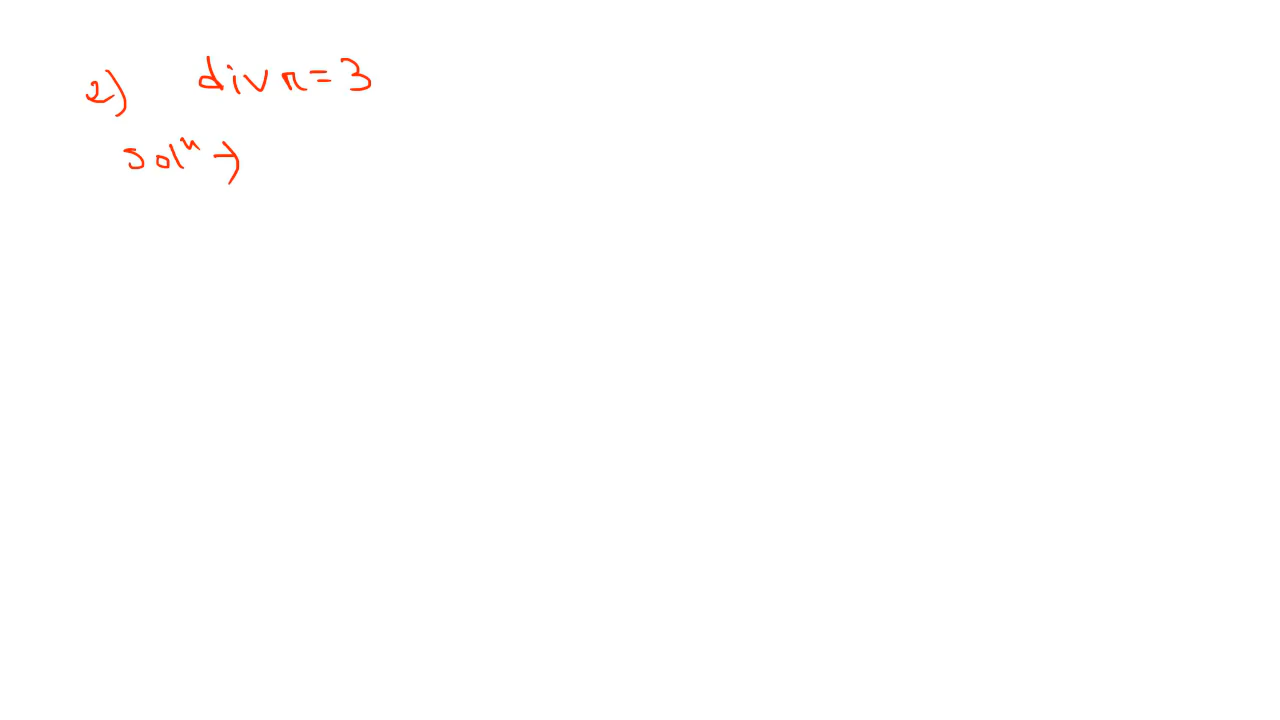 2) div r = 3
solⁿ →